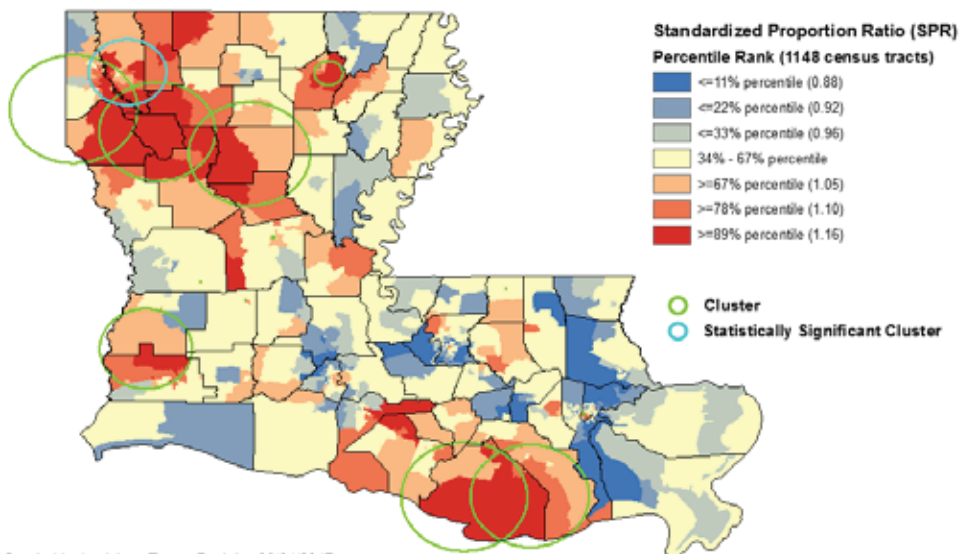 Standardized Proportion Ratio (SPR)
Percentile Rank (1148 census tracts)
<=11% percentile (0.88)
<=22% percentile (0.92)
<=33% percentile (0.96)
34% - 67% percentile
>=67% percentile (1.05)
>=78% percentile (1.10)
>=89% percentile (1.16)
Cluster
Statistically Significant Cluster